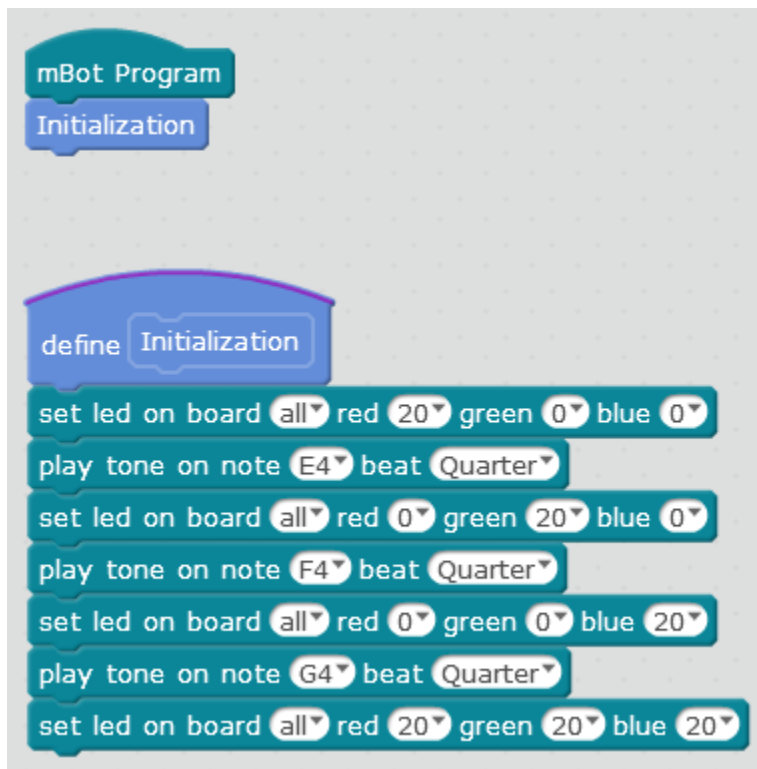 mBot Program
Initialization
define Initialization
set led on board all red 20 green 0 blue 0
play tone on note E4 beat Quarter
set led on board all red 0 green 20 blue 0
play tone on note F4 beat Quarter
set led on board all red 0 green 0 blue 20
play tone on note G4 beat Quarter
set led on board all red 20 green 20 blue 20